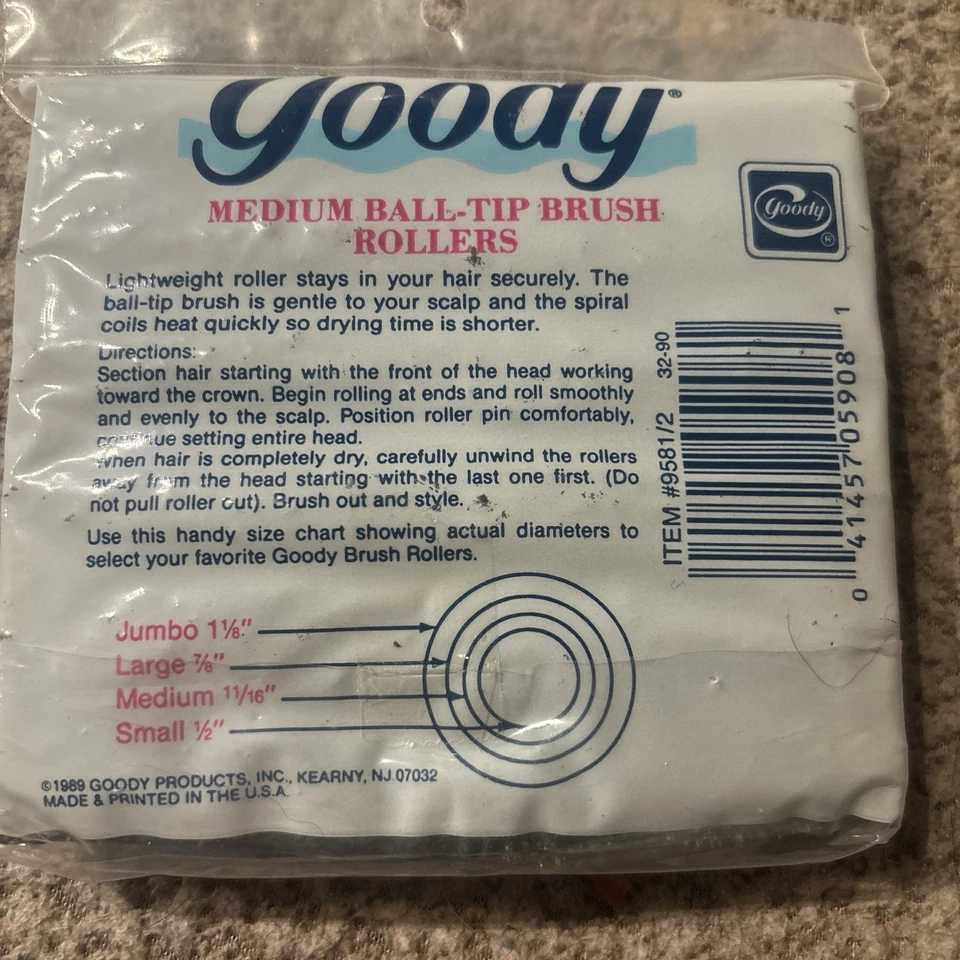 goody®
MEDIUM BALL-TIP BRUSH
ROLLERS
goody
®
Lightweight roller stays in your hair securely. The
ball-tip brush is gentle to your scalp and the spiral
coils heat quickly so drying time is shorter.
Directions:
Section hair starting with the front of the head working
toward the crown. Begin rolling at ends and roll smoothly
and evenly to the scalp. Position roller pin comfortably,
continue setting entire head.
When hair is completely dry, carefully unwind the rollers
away from the head starting with the last one first. (Do
not pull roller out). Brush out and style.
Use this handy size chart showing actual diameters to
select your favorite Goody Brush Rollers.
ITEM #9581/2 32-90
0 41457 05908 1
Jumbo 1⅛"
Large ⅞"
Medium 11/16"
Small ½"
©1989 GOODY PRODUCTS, INC., KEARNY, NJ 07032
MADE & PRINTED IN THE U.S.A.